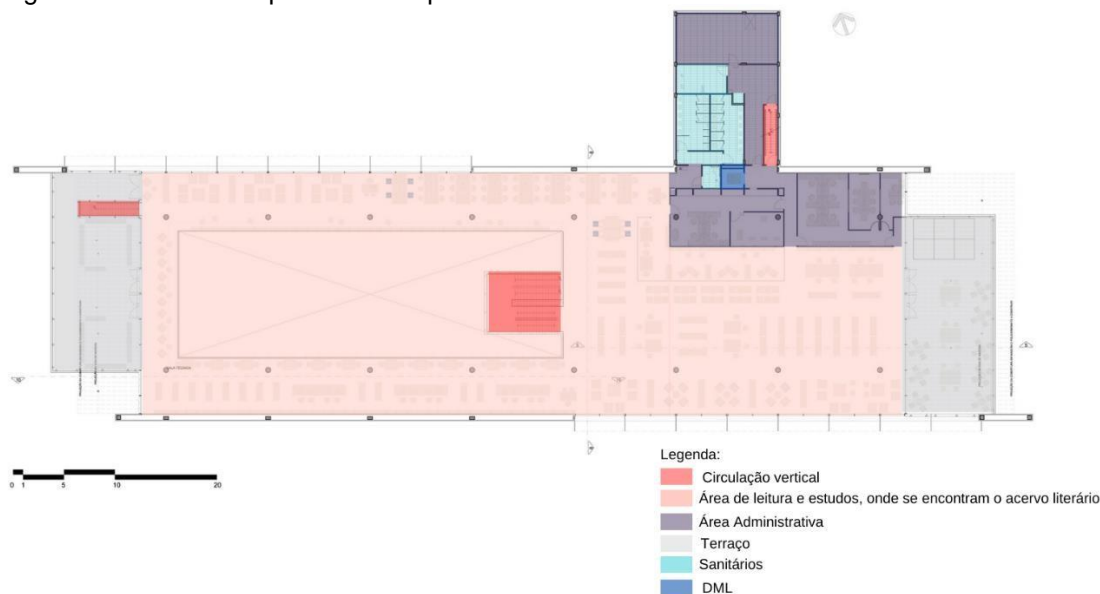 0 1 5 10 20
Legenda:
Circulação vertical
Área de leitura e estudos, onde se encontram o acervo literário
Área Administrativa
Terraço
Sanitários
DML